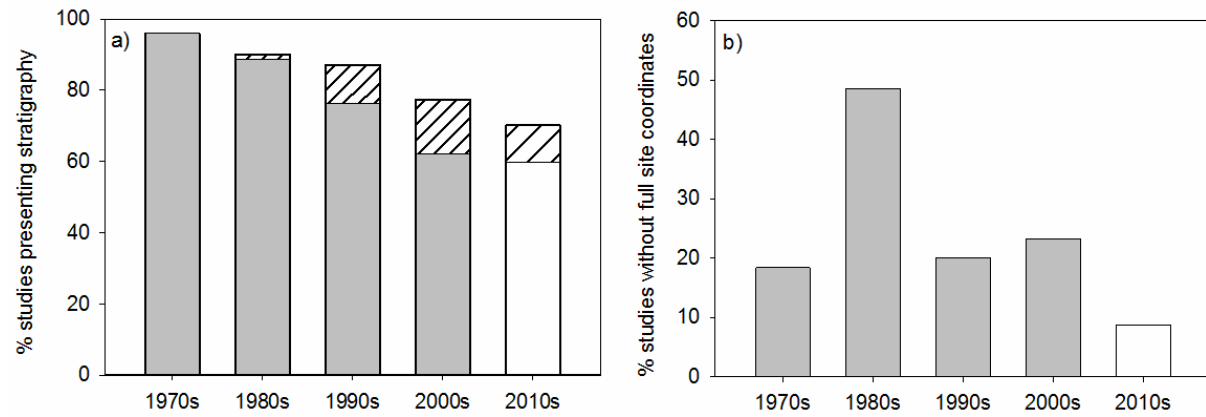 a)
% studies presenting stratigraphy
100
80
60
40
20
0
1970s 1980s 1990s 2000s 2010s
b)
% studies without full site coordinates
60
50
40
30
20
10
0
1970s 1980s 1990s 2000s 2010s